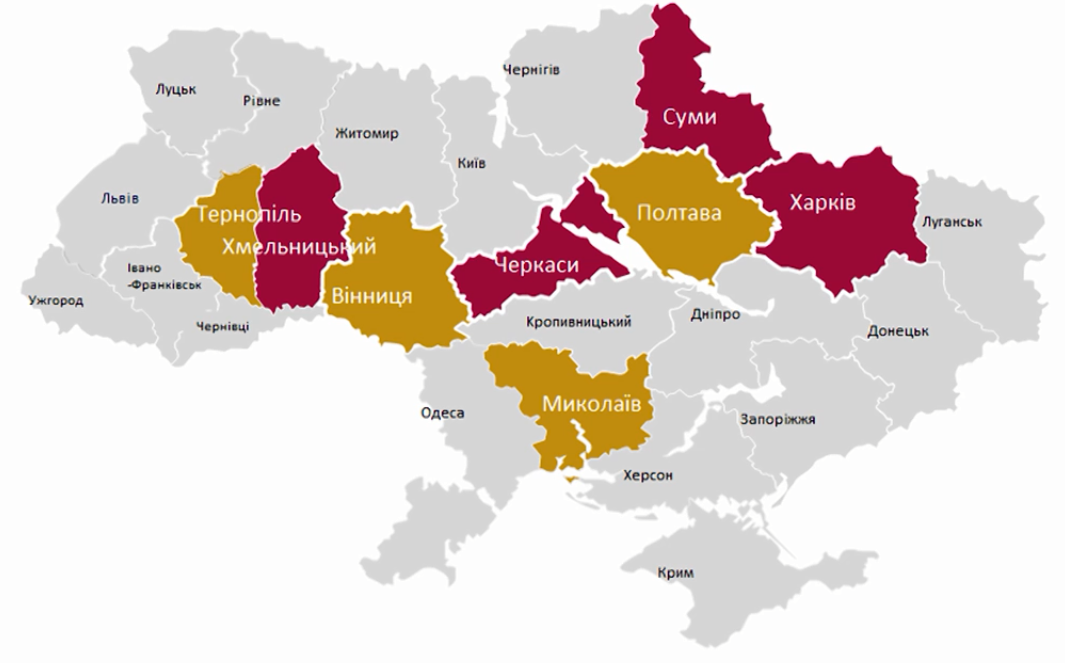 Чернігів
Луцьк
Рівне
Суми
Житомир
Київ
Львів
Тернопіль
Полтава
Харків
Луганськ
Хмельницький
Івано
-Франківськ
Черкаси
Ужгород
Вінниця
Чернівці
Кропивницький
Дніпро
Донецьк
Одеса
Миколаїв
Запоріжжя
Херсон
Крим